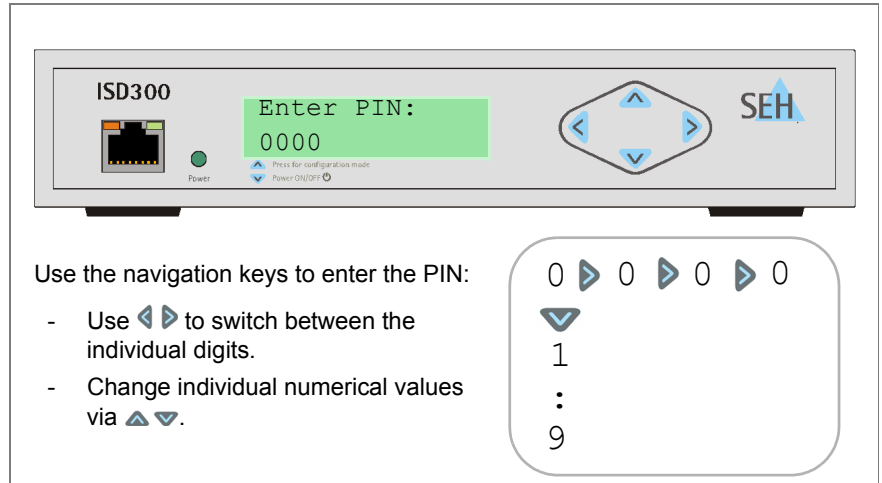 ISD300
Enter PIN:
0000
Power
Press for configuration mode
Power ON/OFF
SEH
Use the navigation keys to enter the PIN:
- Use to switch between the
individual digits.
- Change individual numerical values
via .
0 0 0 0
1
:
9